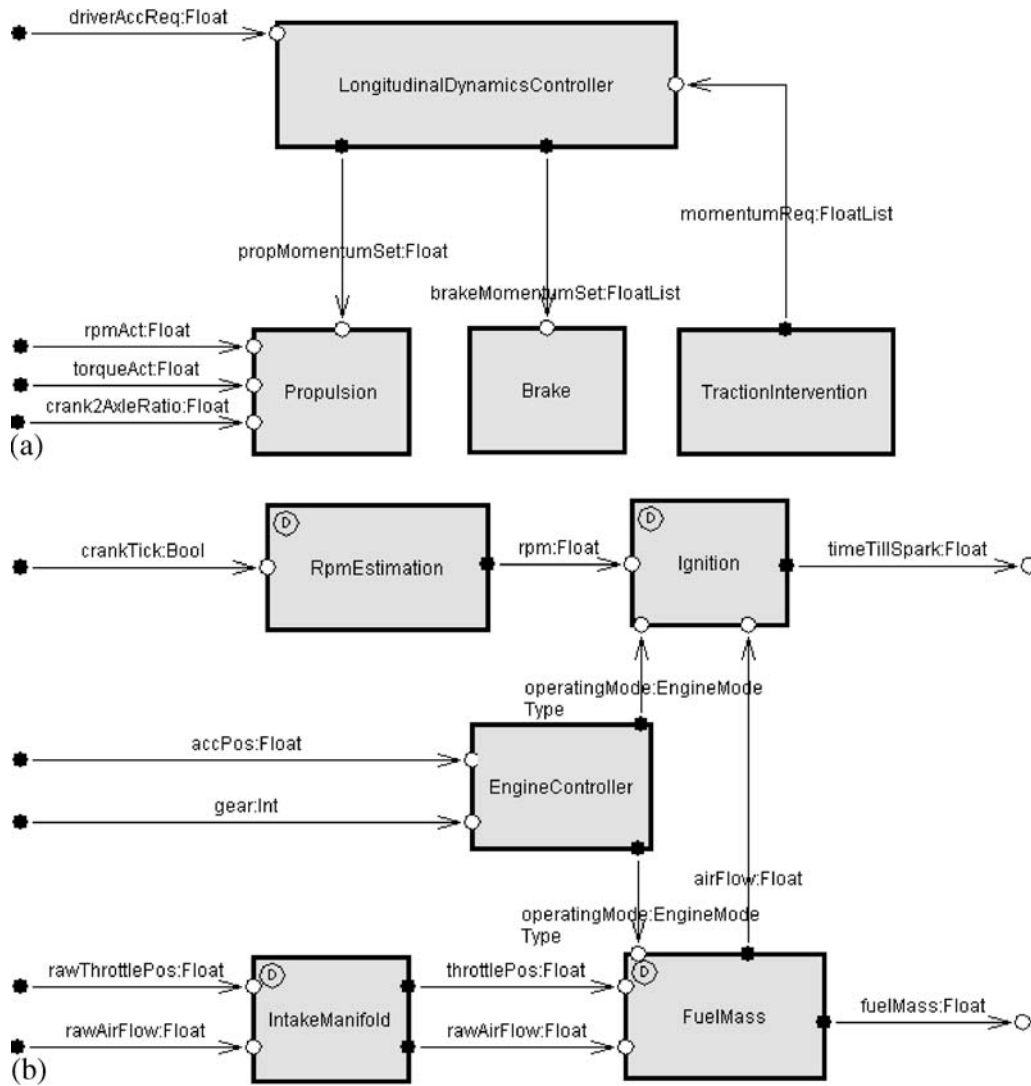 driverAccReq:Float
LongitudinalDynamicsController
momentumReq:FloatList
propMomentumSet:Float
brakeMomentumSet:FloatList
rpmAct:Float
torqueAct:Float
crank2AxleRatio:Float
Propulsion
Brake
TractionIntervention
(a)
D
D
crankTick:Bool
RpmEstimation
rpm:Float
Ignition
timeTillSpark:Float
operatingMode:EngineMode
Type
accPos:Float
EngineController
gear:Int
airFlow:Float
operatingMode:EngineMode
Type
D
D
rawThrottlePos:Float
throttlePos:Float
IntakeManifold
FuelMass
fuelMass:Float
rawAirFlow:Float
rawAirFlow:Float
(b)